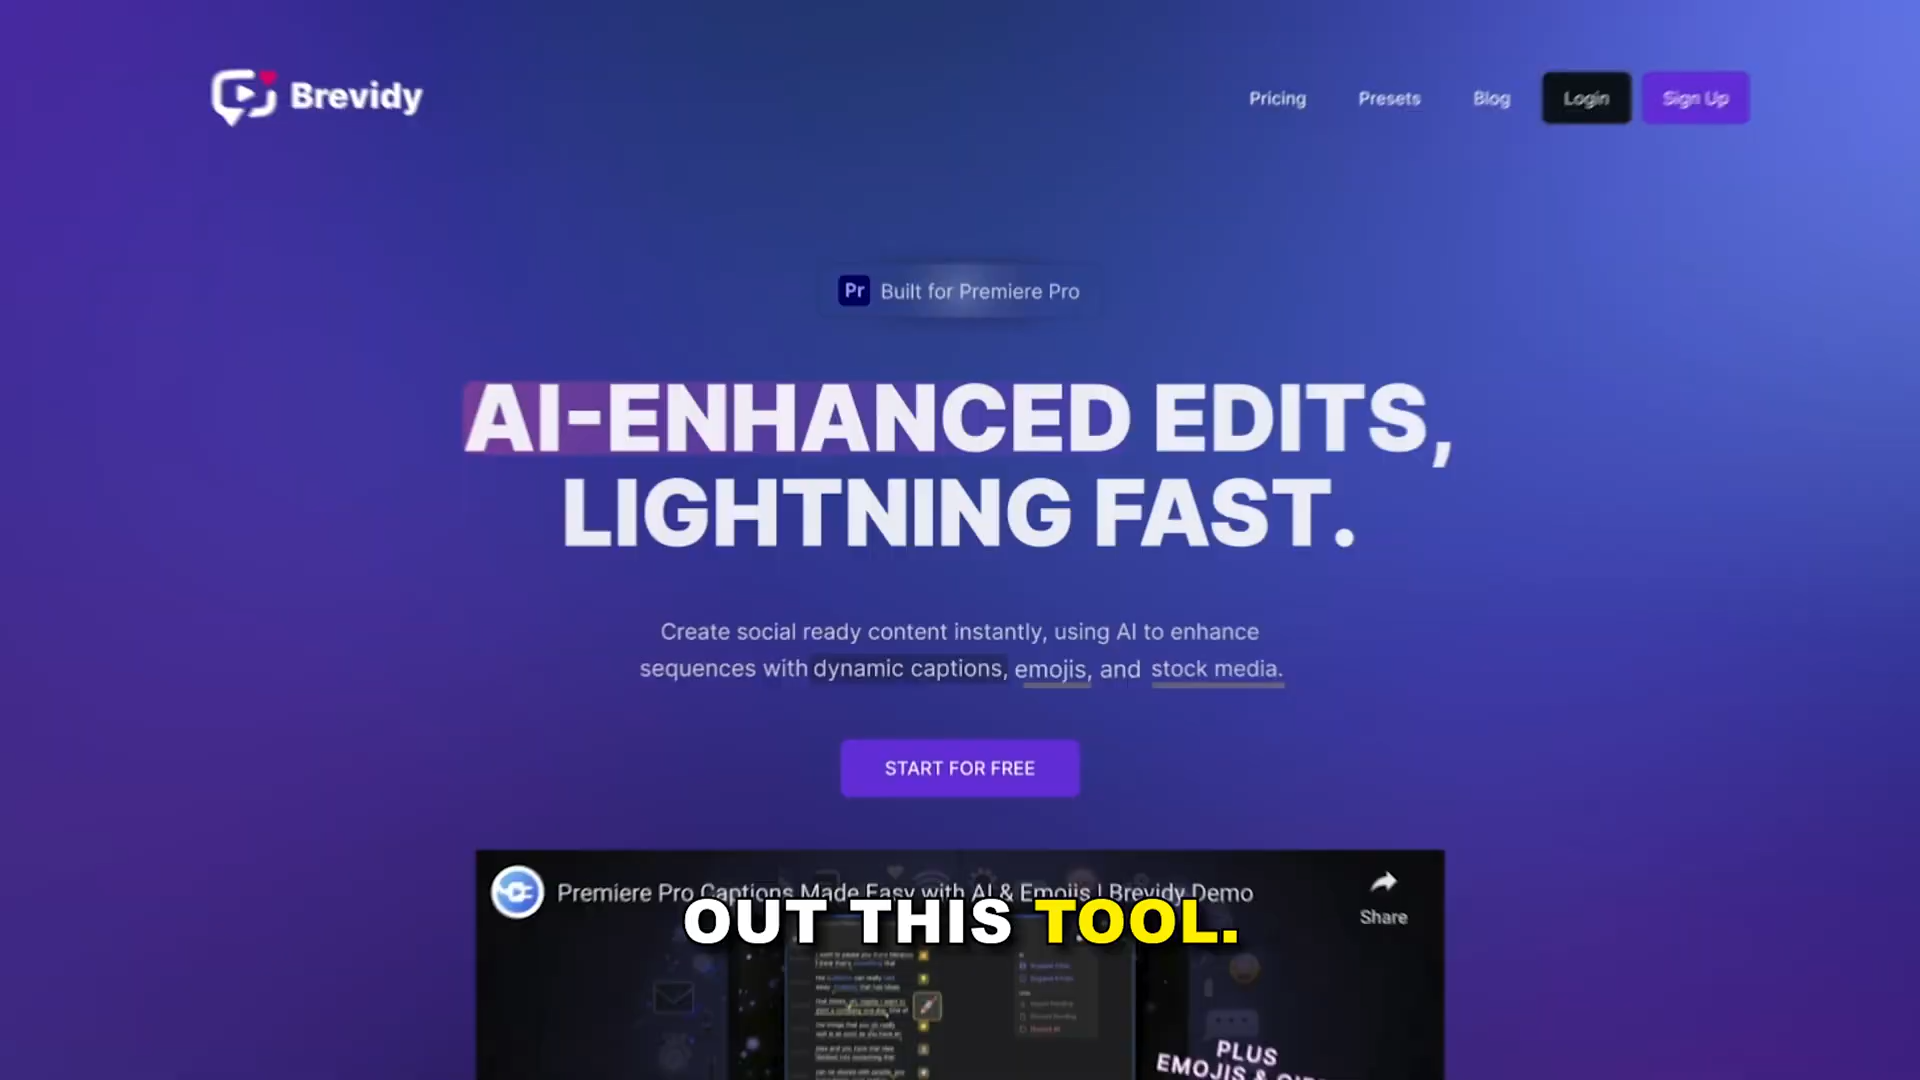 Brevidy
Pricing
Presets
Blog
Login
Sign Up
Pr Built for Premiere Pro
AI-ENHANCED EDITS,
LIGHTNING FAST.
Create social ready content instantly, using AI to enhance
sequences with dynamic captions, emojis, and stock media.
START FOR FREE
Premiere Pro Captions Made Easy with AI & Emojis | Brevidy Demo
Share
OUT THIS TOOL.
PLUS
EMOJIS &